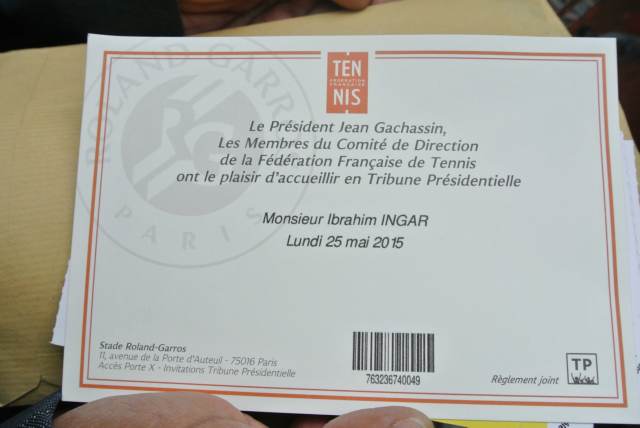 ROLAND GARROS
RG
PARIS
TEN
FÉDÉRATION
FRANÇAISE
NIS
Le Président Jean Gachassin,
Les Membres du Comité de Direction
de la Fédération Française de Tennis
ont le plaisir d'accueillir en Tribune Présidentielle
Monsieur Ibrahim INGAR
Lundi 25 mai 2015
Stade Roland-Garros
11, avenue de la Porte d'Auteuil - 75016 Paris
Accès Porte X - Invitations Tribune Présidentielle
763236740049
Règlement joint
TP